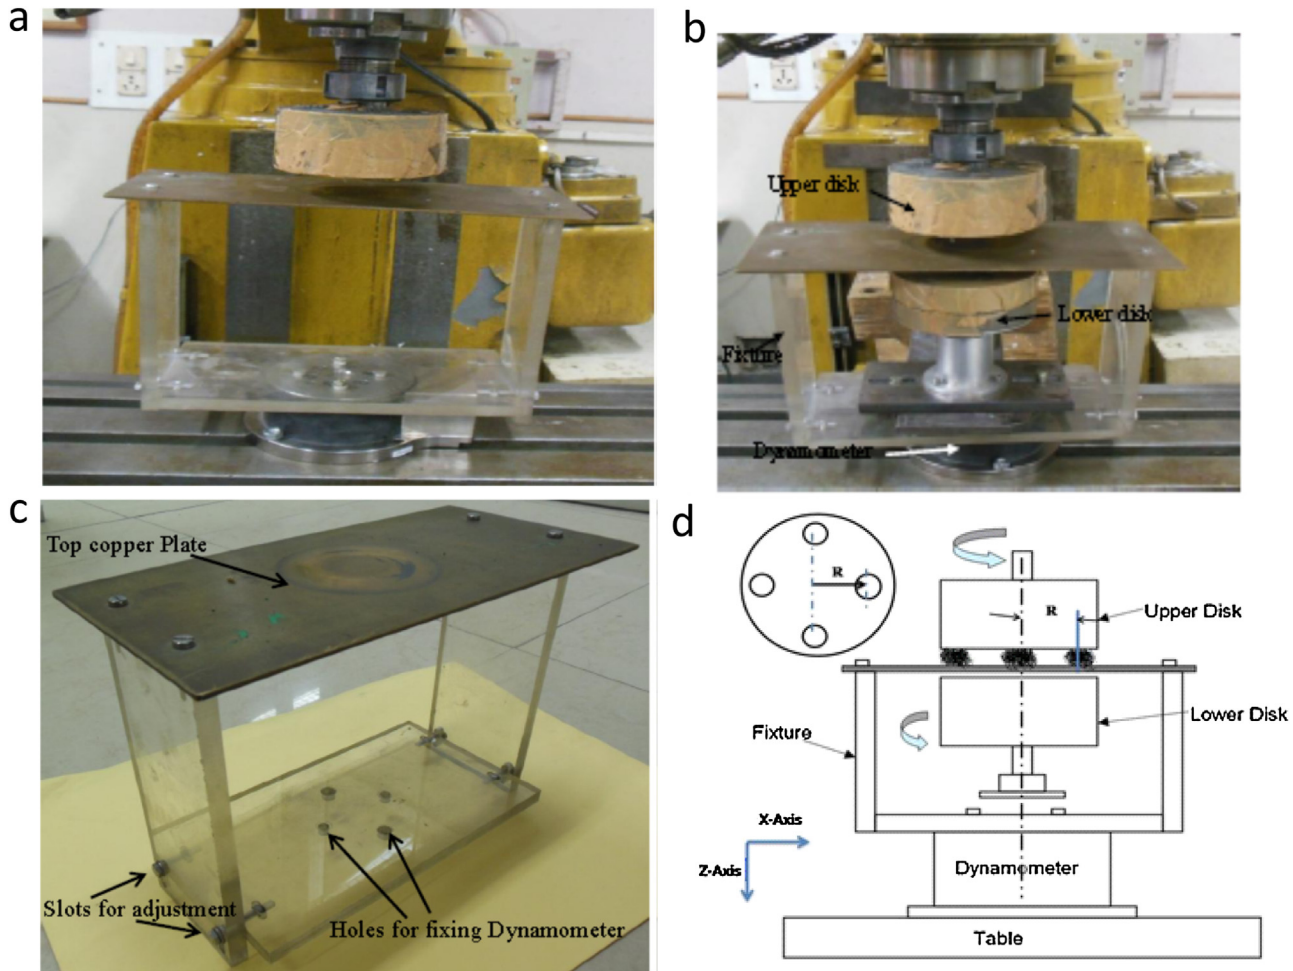 a
b
Upper disk
Lower disk
Fixture
Dynamometer
c
Top copper Plate
Slots for adjustment
Holes for fixing Dynamometer
d
R
R
Upper Disk
Lower Disk
Fixture
X-Axis
Z-Axis
Dynamometer
Table